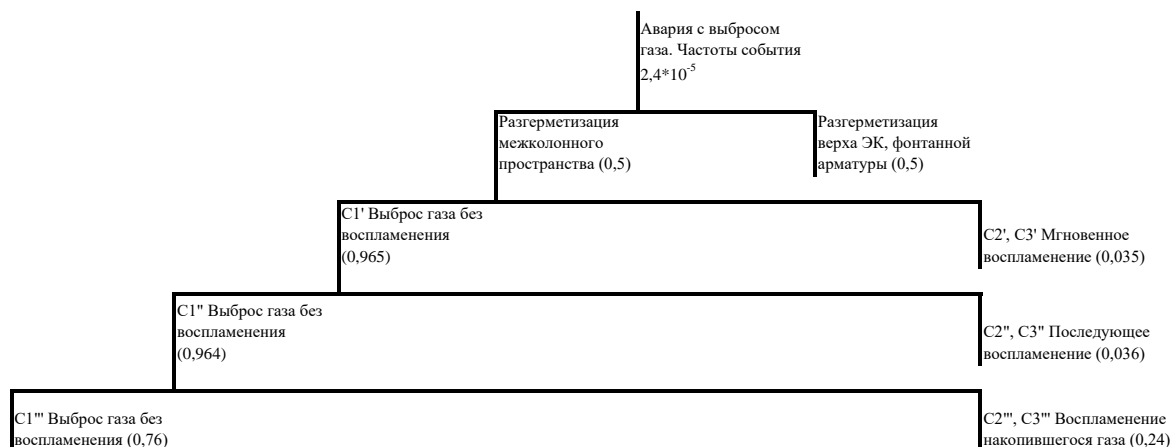 Авария с выбросом
газа. Частоты события
2,4*10⁻⁵
Разгерметизация
межколонного
пространства (0,5)
Разгерметизация
верха ЭК, фонтанной
арматуры (0,5)
С1' Выброс газа без
воспламенения
(0,965)
С2', С3' Мгновенное
воспламенение (0,035)
С1'' Выброс газа без
воспламенения
(0,964)
С2'', С3'' Последующее
воспламенение (0,036)
С1''' Выброс газа без
воспламенения (0,76)
С2''', С3''' Воспламенение
накопившегося газа (0,24)